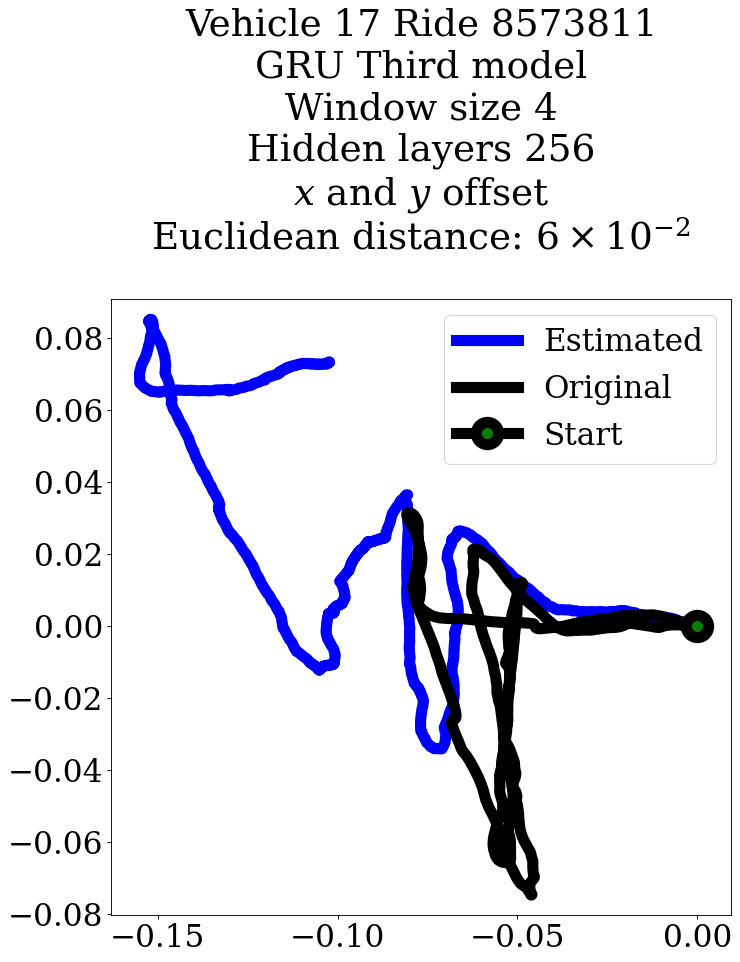 Vehicle 17 Ride 8573811
GRU Third model
Window size 4
Hidden layers 256
x and y offset
Euclidean distance: 6 × 10⁻²
Estimated
Original
Start
0.08
0.06
0.04
0.02
0.00
−0.02
−0.04
−0.06
−0.08
−0.15 −0.10 −0.05 0.00